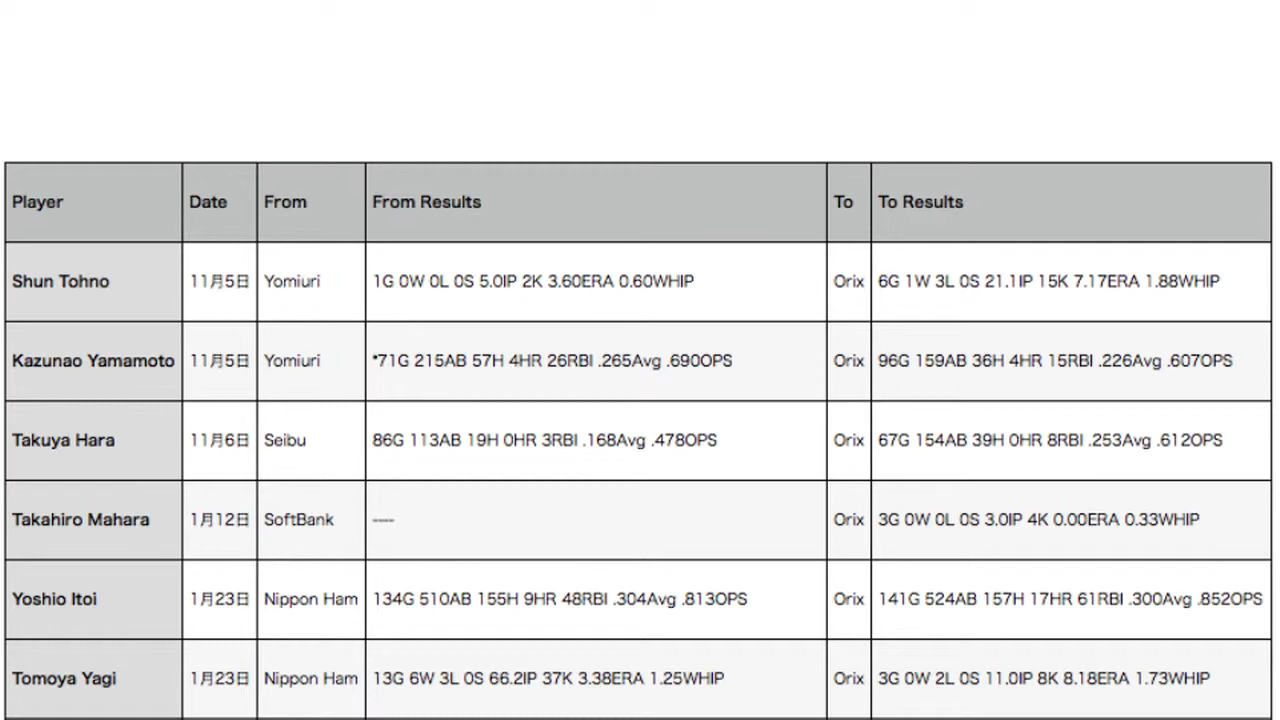 Player Date From From Results To To Results
Shun Tohno 11月5日 Yomiuri 1G 0W 0L 0S 5.0IP 2K 3.60ERA 0.60WHIP Orix 6G 1W 3L 0S 21.1IP 15K 7.17ERA 1.88WHIP
Kazunao Yamamoto 11月5日 Yomiuri *71G 215AB 57H 4HR 26RBI .265Avg .690OPS Orix 96G 159AB 36H 4HR 15RBI .226Avg .607OPS
Takuya Hara 11月6日 Seibu 86G 113AB 19H 0HR 3RBI .168Avg .478OPS Orix 67G 154AB 39H 0HR 8RBI .253Avg .612OPS
Takahiro Mahara 1月12日 SoftBank ---- Orix 3G 0W 0L 0S 3.0IP 4K 0.00ERA 0.33WHIP
Yoshio Itoi 1月23日 Nippon Ham 134G 510AB 155H 9HR 48RBI .304Avg .813OPS Orix 141G 524AB 157H 17HR 61RBI .300Avg .852OPS
Tomoya Yagi 1月23日 Nippon Ham 13G 6W 3L 0S 66.2IP 37K 3.38ERA 1.25WHIP Orix 3G 0W 2L 0S 11.0IP 8K 8.18ERA 1.73WHIP